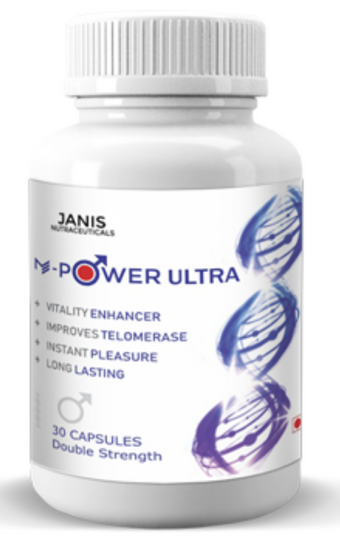 JANIS
NUTRACEUTICALS
M-POWER ULTRA
+ VITALITY ENHANCER
+ IMPROVES TELOMERASE
+ INSTANT PLEASURE
+ LONG LASTING
30 CAPSULES
Double Strength